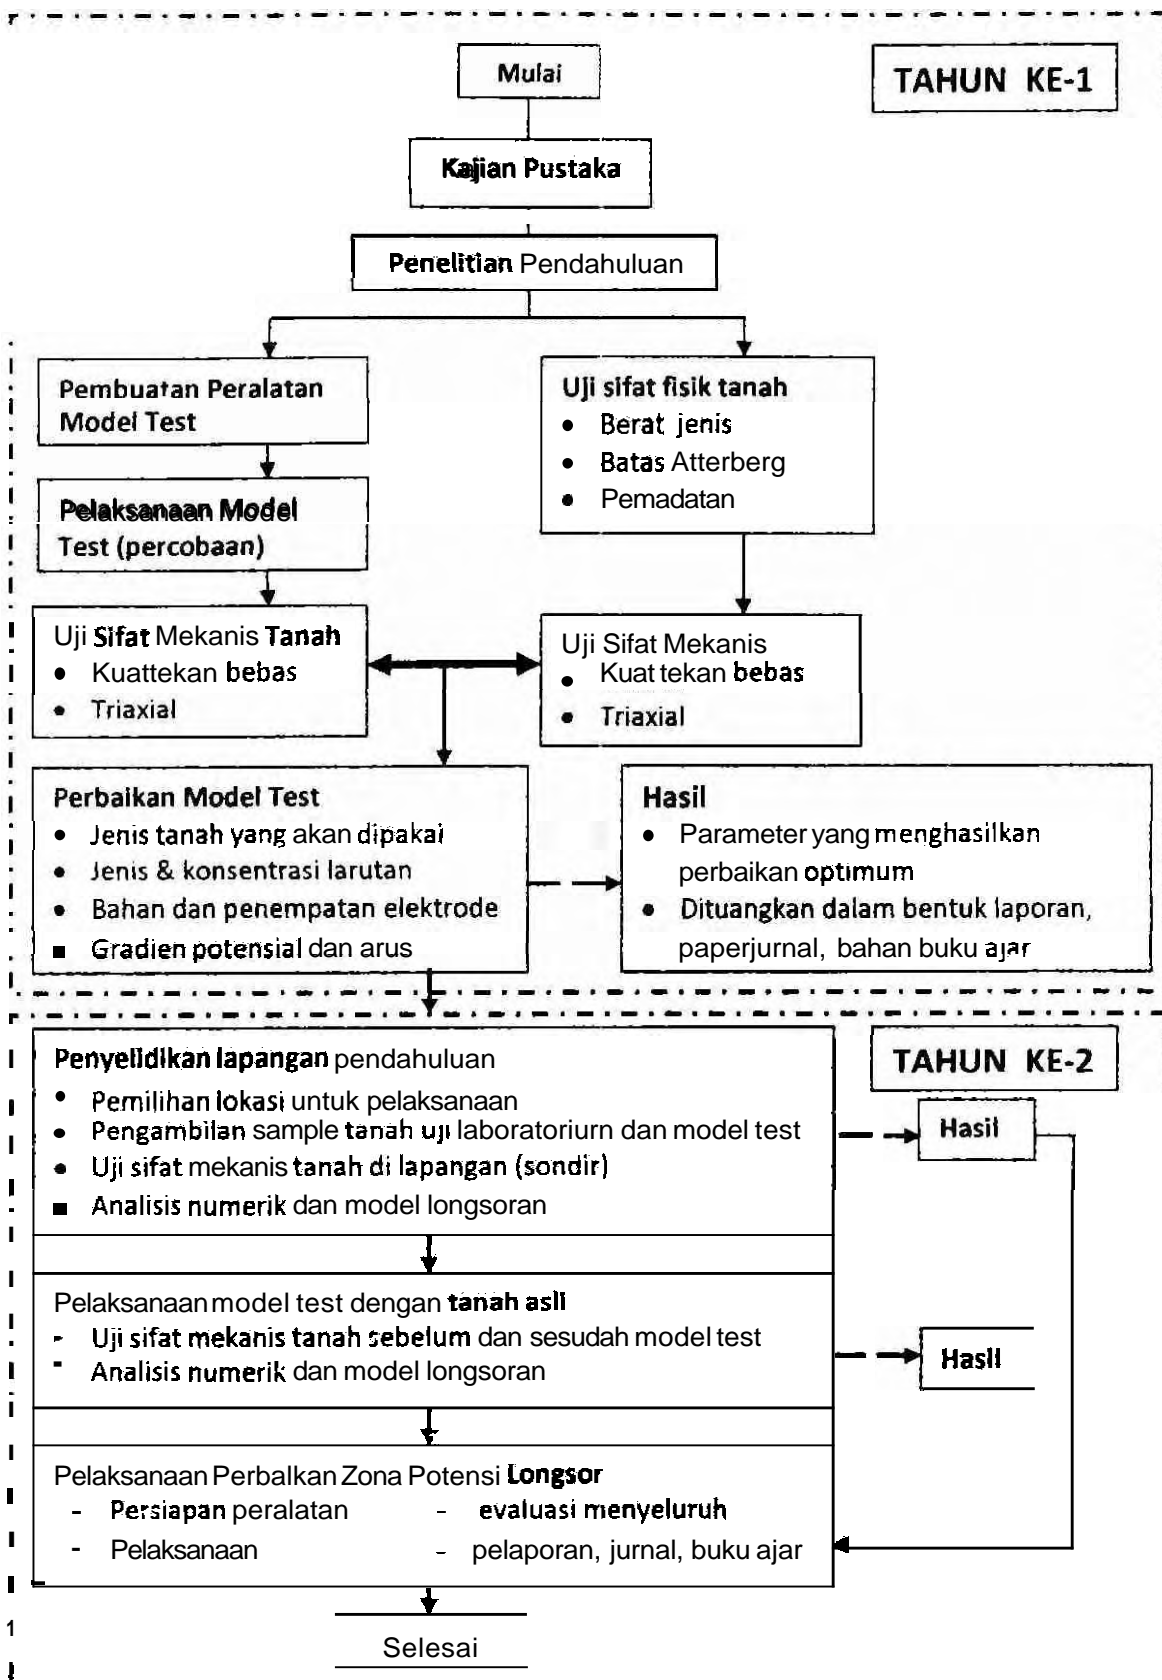 Mulai
TAHUN KE-1
Kajian Pustaka
Penelitian Pendahuluan
Pembuatan Peralatan
Model Test
Uji sifat fisik tanah
• Berat jenis
• Batas Atterberg
• Pemadatan
Pelaksanaan Model
Test (percobaan)
Uji Sifat Mekanis Tanah
• Kuattekan bebas
• Triaxial
Uji Sifat Mekanis
• Kuat tekan bebas
• Triaxial
Perbaikan Model Test
• Jenis tanah yang akan dipakai
• Jenis & konsentrasi larutan
• Bahan dan penempatan elektrode
■ Gradien potensial dan arus
Hasil
• Parameter yang menghasilkan
perbaikan optimum
• Dituangkan dalam bentuk laporan,
paperjurnal, bahan buku ajar
TAHUN KE-2
Penyelidikan lapangan pendahuluan
• Pemilihan lokasi untuk pelaksanaan
• Pengambilan sample tanah uji laboratoriurn dan model test
• Uji sifat mekanis tanah di lapangan (sondir)
■ Analisis numerik dan model longsoran
Hasil
Pelaksanaan model test dengan tanah asli
- Uji sifat mekanis tanah sebelum dan sesudah model test
- Analisis numerik dan model longsoran
Hasil
Pelaksanaan Perbalkan Zona Potensi Longsor
- Persiapan peralatan - evaluasi menyeluruh
- Pelaksanaan - pelaporan, jurnal, buku ajar
Selesai